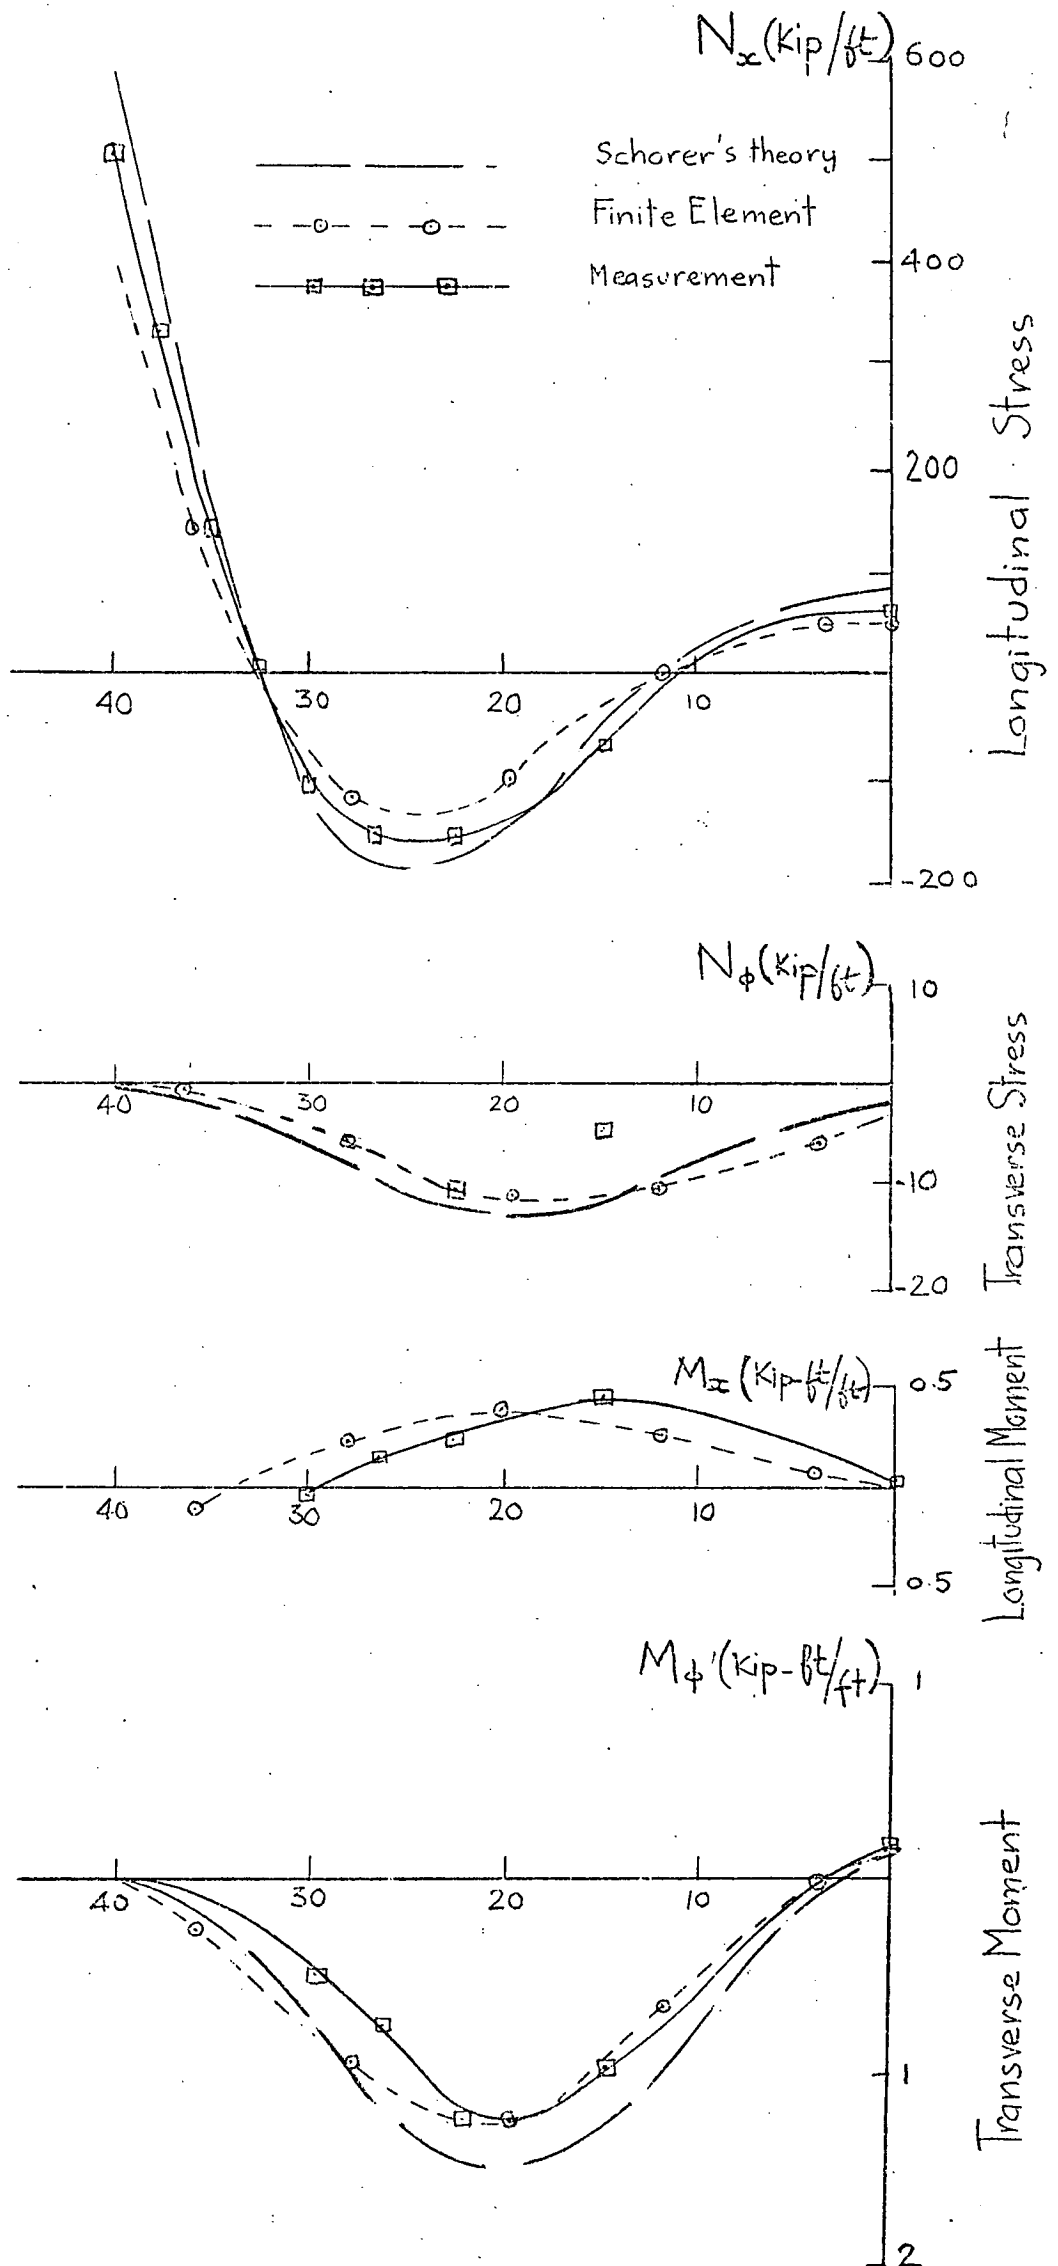 Nx (Kip/ft)
600
Schorer's theory
Finite Element
Measurement
400
200
40 30 20 10
-200
Longitudinal Stress
Nϕ (Kip/ft)
10
40 30 20 10
-10
-20
Transverse Stress
Mx (Kip-ft/ft)
0.5
40 30 20 10
0.5
Longitudinal Moment
Mϕ (Kip-ft/ft)
1
40 30 20 10
1
2
Transverse Moment